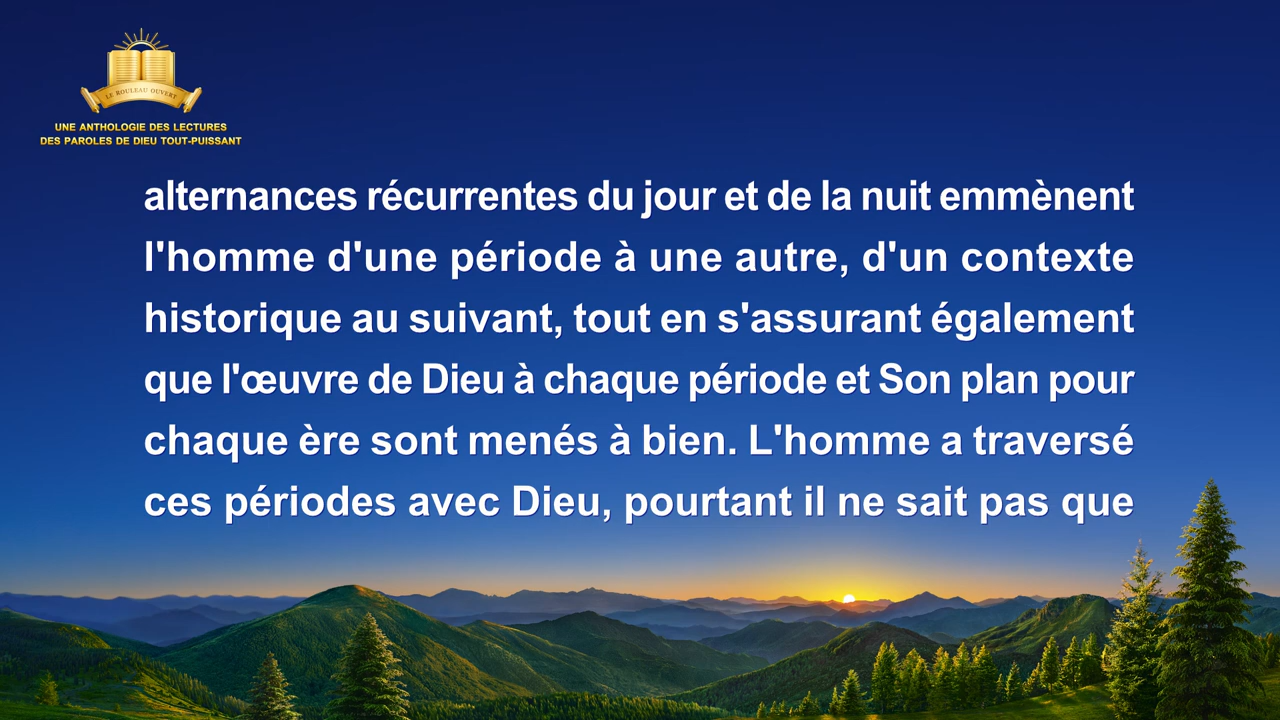 LE ROULEAU OUVERT
UNE ANTHOLOGIE DES LECTURES
DES PAROLES DE DIEU TOUT-PUISSANT
alternances récurrentes du jour et de la nuit emmènent
l'homme d'une période à une autre, d'un contexte
historique au suivant, tout en s'assurant également
que l'œuvre de Dieu à chaque période et Son plan pour
chaque ère sont menés à bien. L'homme a traversé
ces périodes avec Dieu, pourtant il ne sait pas que